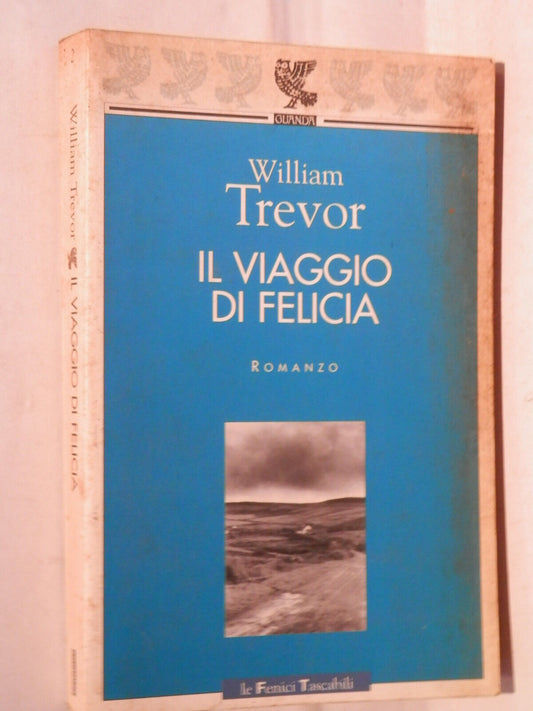 GUANDA
William
Trevor
IL VIAGGIO
DI FELICIA
ROMANZO
le Fenici Tascabili
William Trevor IL VIAGGIO DI FELICIA